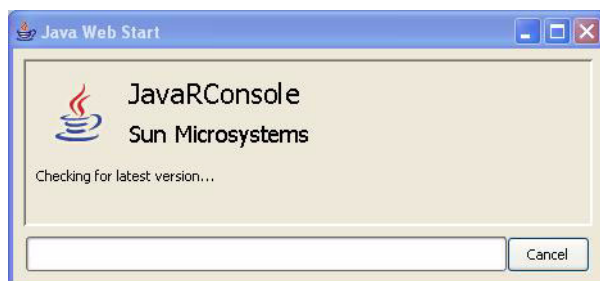 Java Web Start
JavaRConsole
Sun Microsystems
Checking for latest version...
Cancel